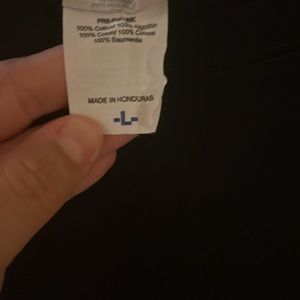 PRE-SHRUNK
100% Cotton/ 100% Algodon
100% Coton/ 100% Cotone
100% Baumwolle
MADE IN HONDURAS
-L-